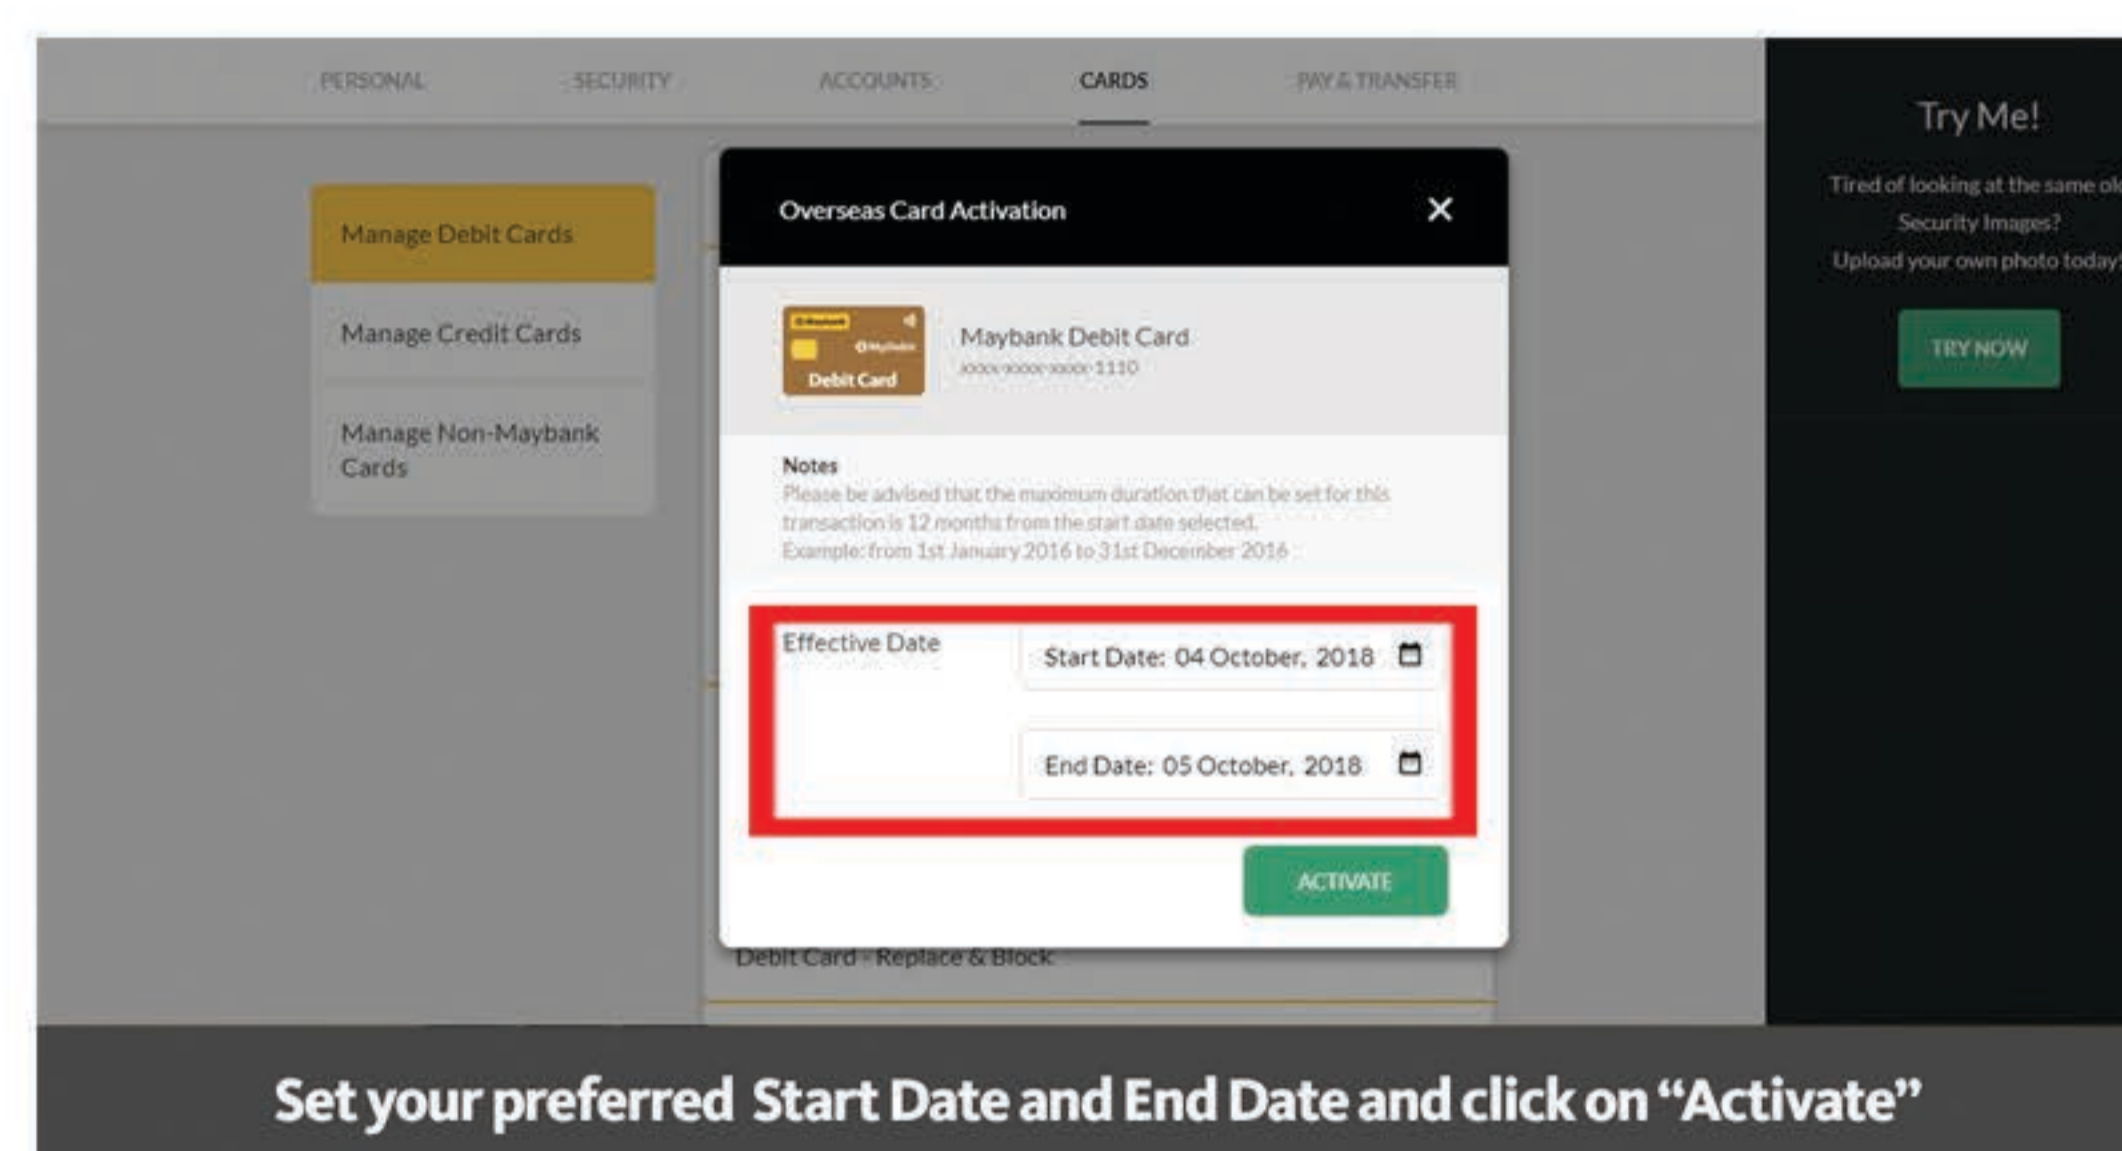 PERSONAL SECURITY ACCOUNTS CARDS PAY & TRANSFER
Manage Debit Cards
Manage Credit Cards
Manage Non-Maybank
Cards
Overseas Card Activation
Maybank
MyDebit
Debit Card
Maybank Debit Card
xxxx-xxxx-xxxx-1110
Notes
Please be advised that the maximum duration that can be set for this
transaction is 12 months from the start date selected.
Example: from 1st January 2016 to 31st December 2016
Effective Date
Start Date: 04 October, 2018
End Date: 05 October, 2018
ACTIVATE
Debit Card - Replace & Block
Try Me!
Tired of looking at the same old
Security Images?
Upload your own photo today!
TRY NOW
Set your preferred Start Date and End Date and click on “Activate”